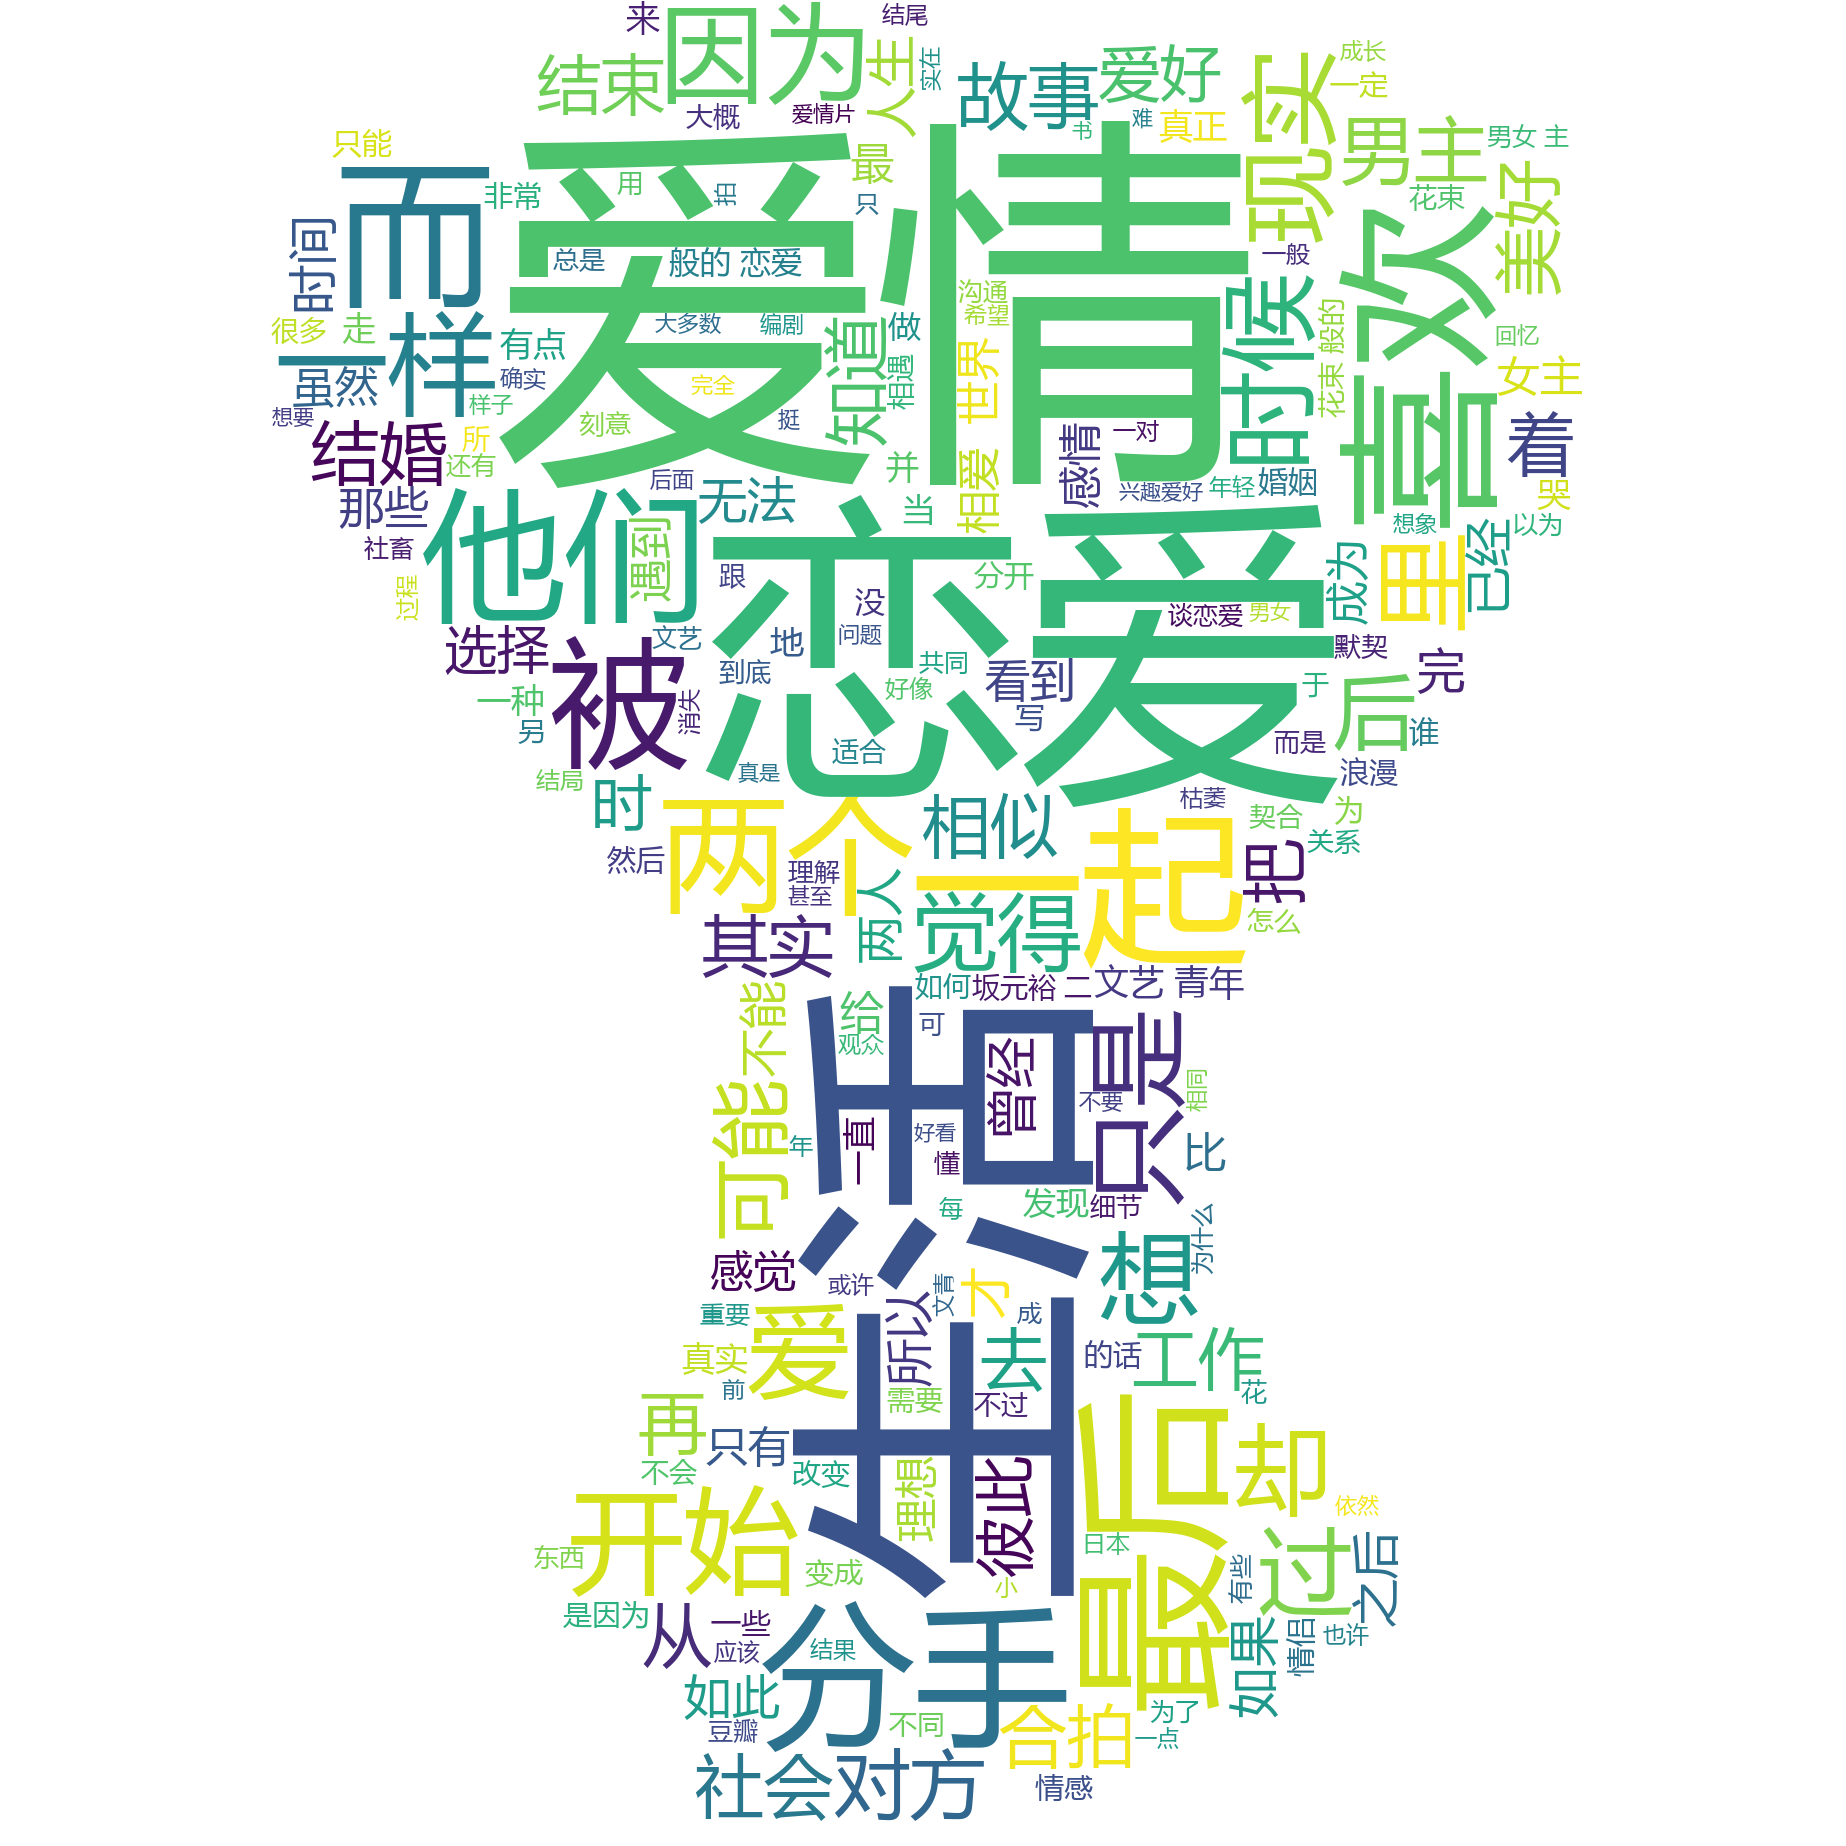 来
因为
结尾
结束
人生
实在
故事
爱好
现实
成长
一定
大概
爱情片
书
难
真正
男主
男女 主
只能
而
非常
用
最
只
爱情
花束
美好
时间
总是
般的 恋爱
一般
喜欢
很多
走
一样
有点
大多数
编剧
知道
做
沟通
希望
时候
花束 般的
回忆
虽然
确实
完全
相遇
世界
女主
想要
样子
刻意
挺
一对
着
结婚
所
还有
后面
并
相爱
感情
兴趣爱好
年轻
婚姻
哭
那些
他们
无法
当
想象
以为
社畜
遇到
恋爱
跟
没
分开
谈恋爱
男女
成为
里
已经
过程
选择
文艺
地
问题
默契
完
被
到底
共同
好像
看到
写
于
后
谁
一种
另
消失
适合
而是
浪漫
结局
真是
时
两个
相似
枯萎
契合
为
关系
然后
理解
甚至
两人
一起
把
觉得
怎么
其实
如何
坂元裕 二
文艺 青年
不能
给
观众
可
生活
曾经
只是
不要
相同
可能
年
一直
好看
懂
比
每
发现
细节
为什么
感觉
或许
文青
才
想
重要
爱
所以
成
去
的话
工作
真实
前
需要
不过
花
再
只有
最后
却
不会
改变
理想
彼此
依然
开始
日本
过
之后
东西
变成
小
有些
是因为
从
一些
应该
分手
结果
如果
情侣
也许
如此
豆瓣
不同
合拍
为了
一点
社会
对方
情感